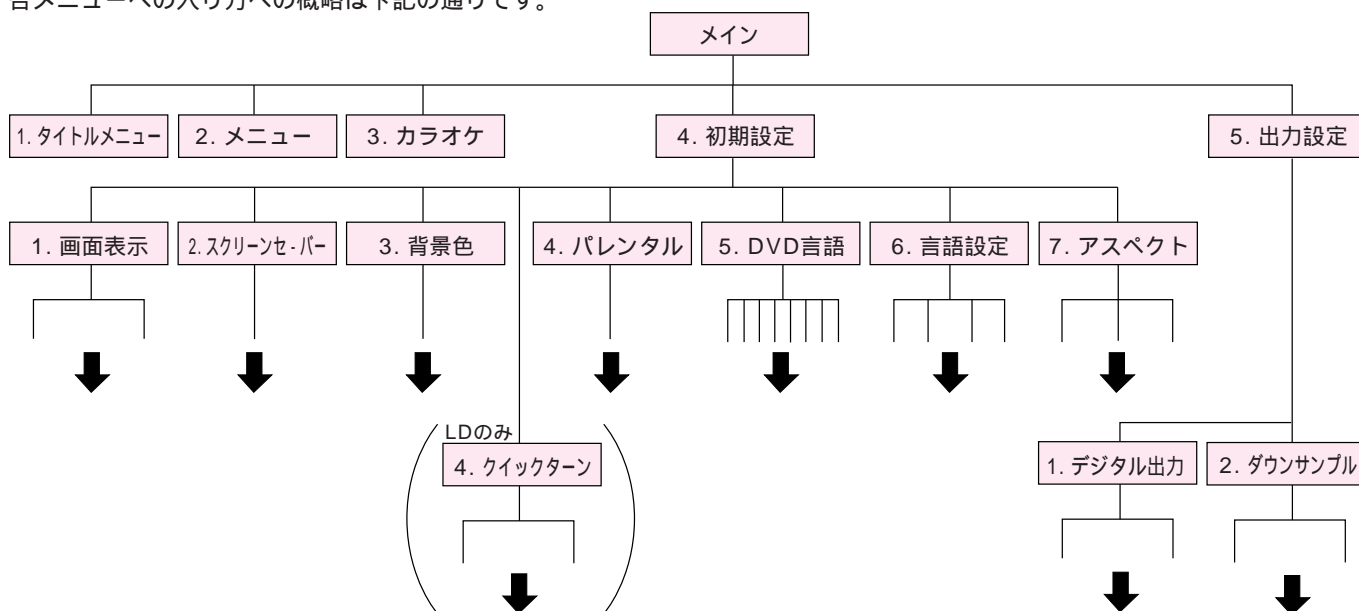 メニューへの入り方への概略は下記の通りです。
メイン
1. タイトルメニュー
2. メニュー
3. カラオケ
4. 初期設定
5. 出力設定
1. 画面表示
2. スクリーンセ-バー
3. 背景色
4. パレンタル
5. DVD言語
6. 言語設定
7. アスペクト
LDのみ
4. クイックターン
1. デジタル出力
2. ダウンサンプル